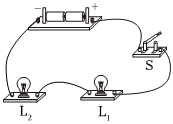 − +
S
L₂ L₁